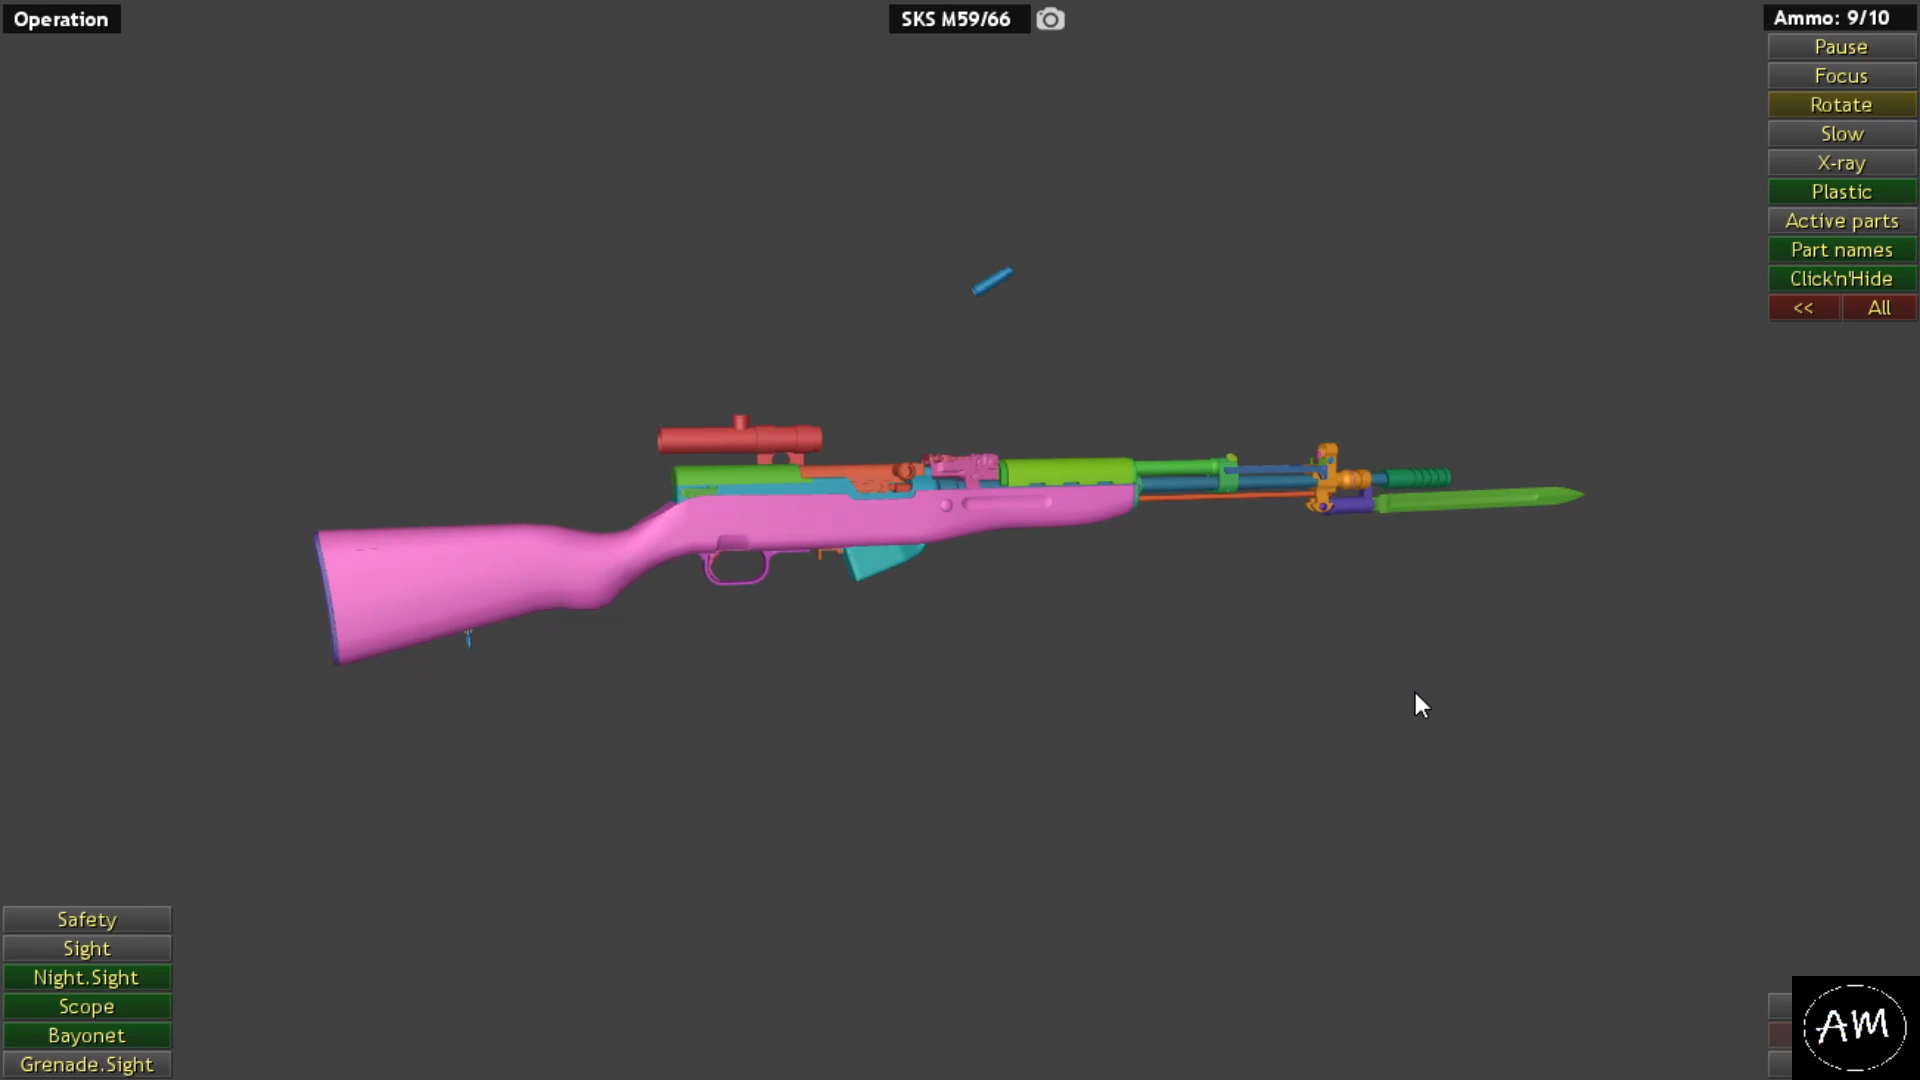 Operation
SKS M59/66
Ammo: 9/10
Pause
Focus
Rotate
Slow
X-ray
Plastic
Active parts
Part names
Click'n'Hide
<< All
Safety
Sight
Night.Sight
Scope
Bayonet
Grenade.Sight
AM